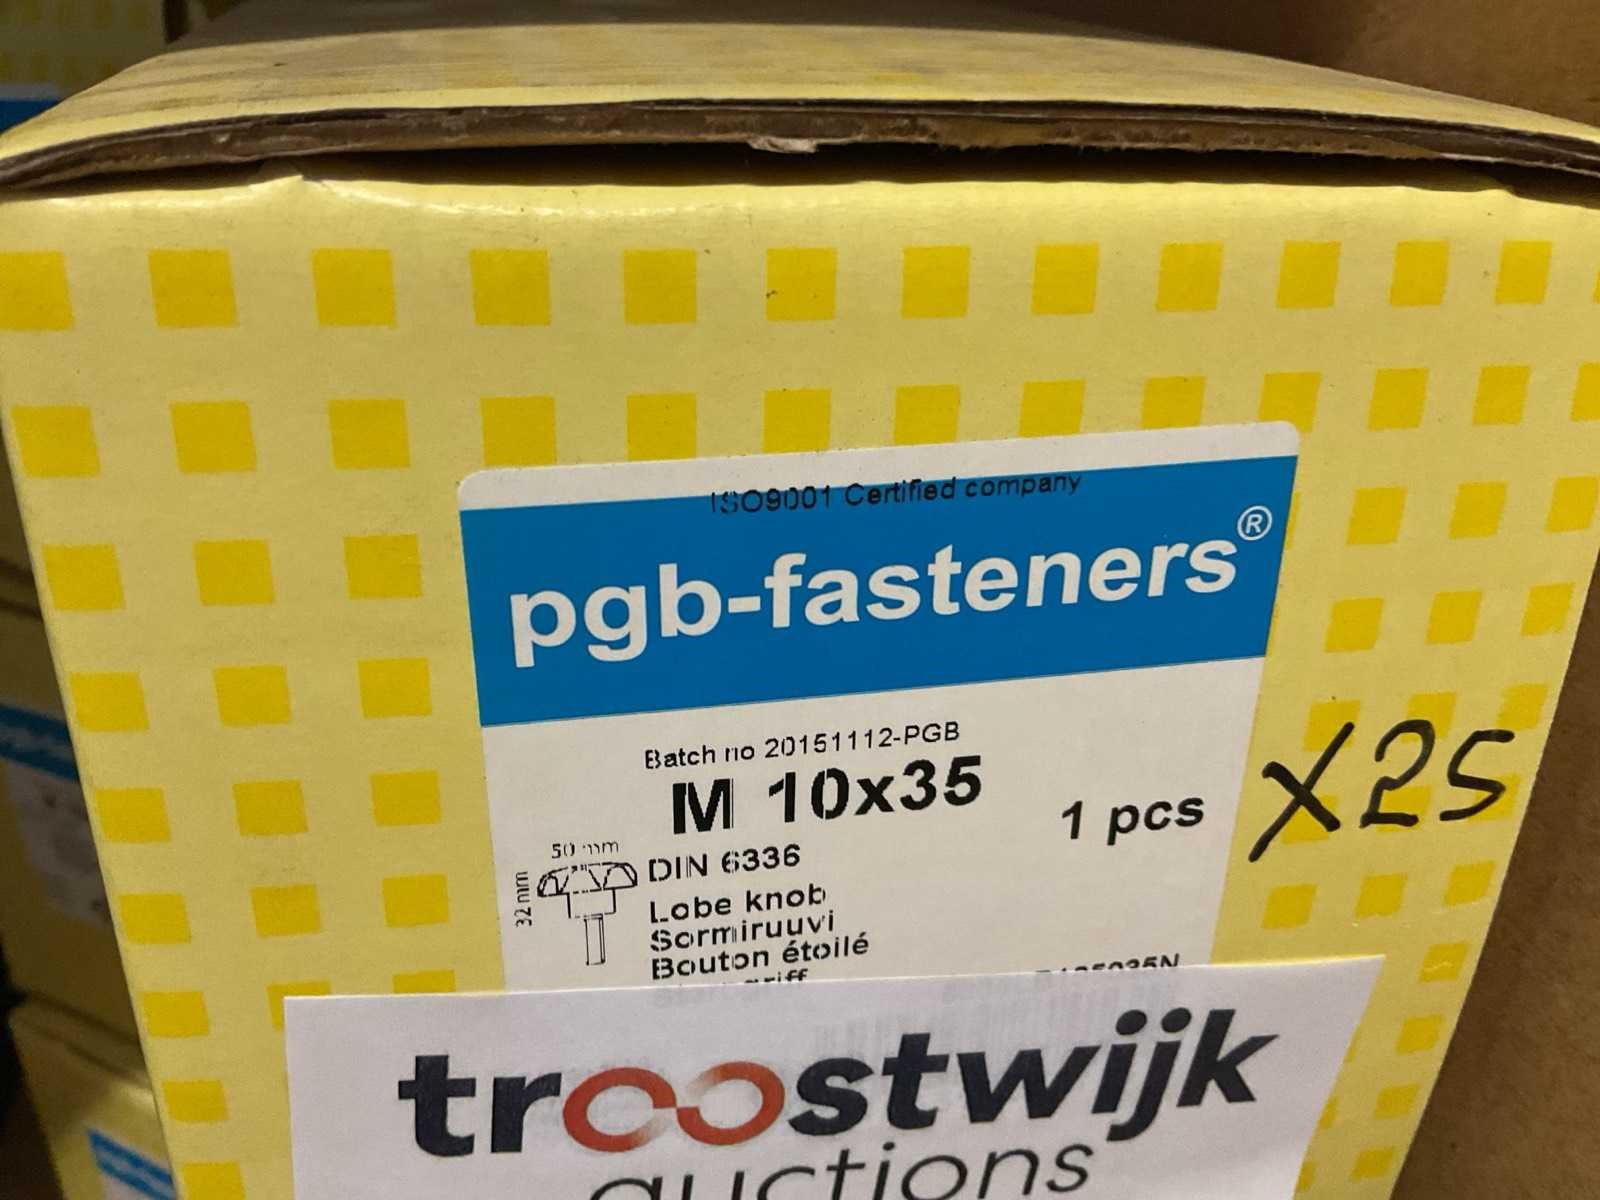 ISO9001 Certified company
pgb-fasteners®
Batch no 20151112-PGB
M 10x35
1 pcs
X25
50 mm
32 mm
DIN 6336
Lobe knob
Sormiruuvi
Bouton étoilé
troostwijk
auctions